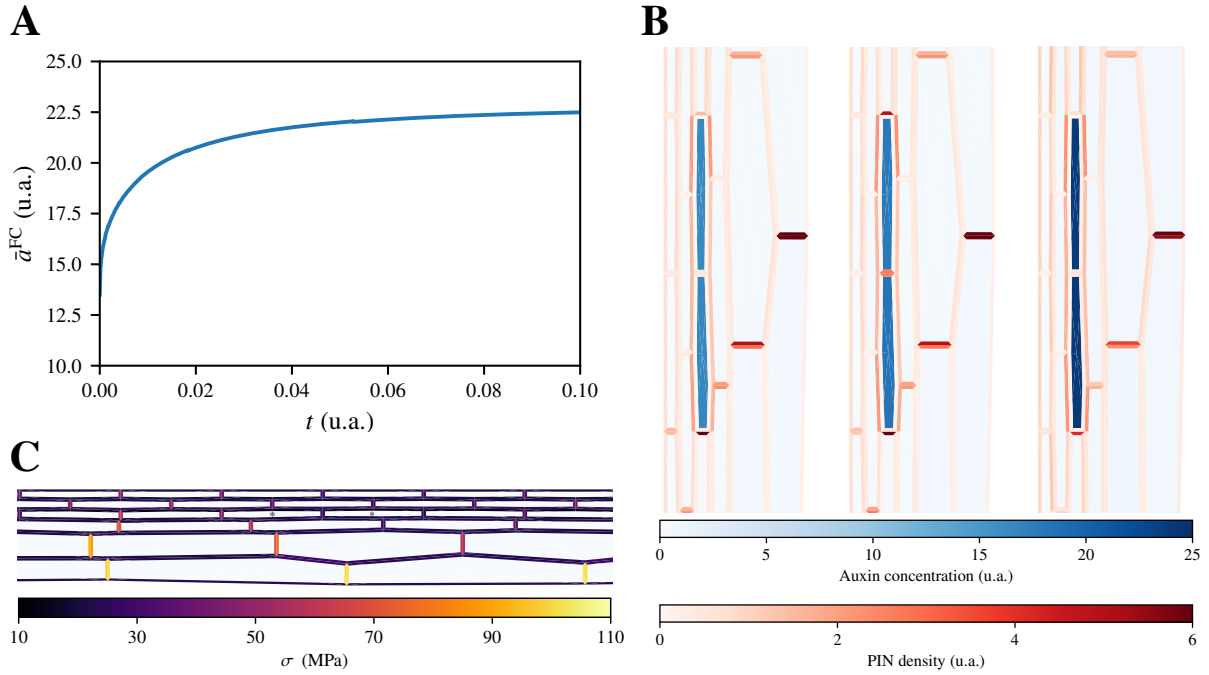 A
25.0
22.5
20.0
17.5
15.0
12.5
10.0
ā^FC (u.a.)
0.00 0.02 0.04 0.06 0.08 0.10
t (u.a.)
B
0 5 10 15 20 25
Auxin concentration (u.a.)
0 2 4 6
PIN density (u.a.)
C
* *
10 30 50 70 90 110
σ (MPa)